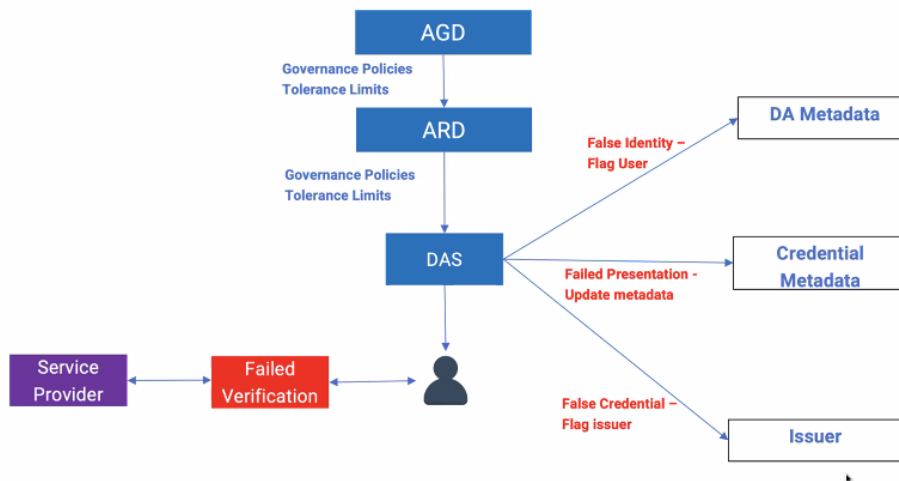 AGD
Governance Policies
Tolerance Limits
ARD
DA Metadata
False Identity –
Flag User
Governance Policies
Tolerance Limits
DAS
Credential
Metadata
Failed Presentation -
Update metadata
Service
Provider
Failed
Verification
False Credential –
Flag issuer
Issuer